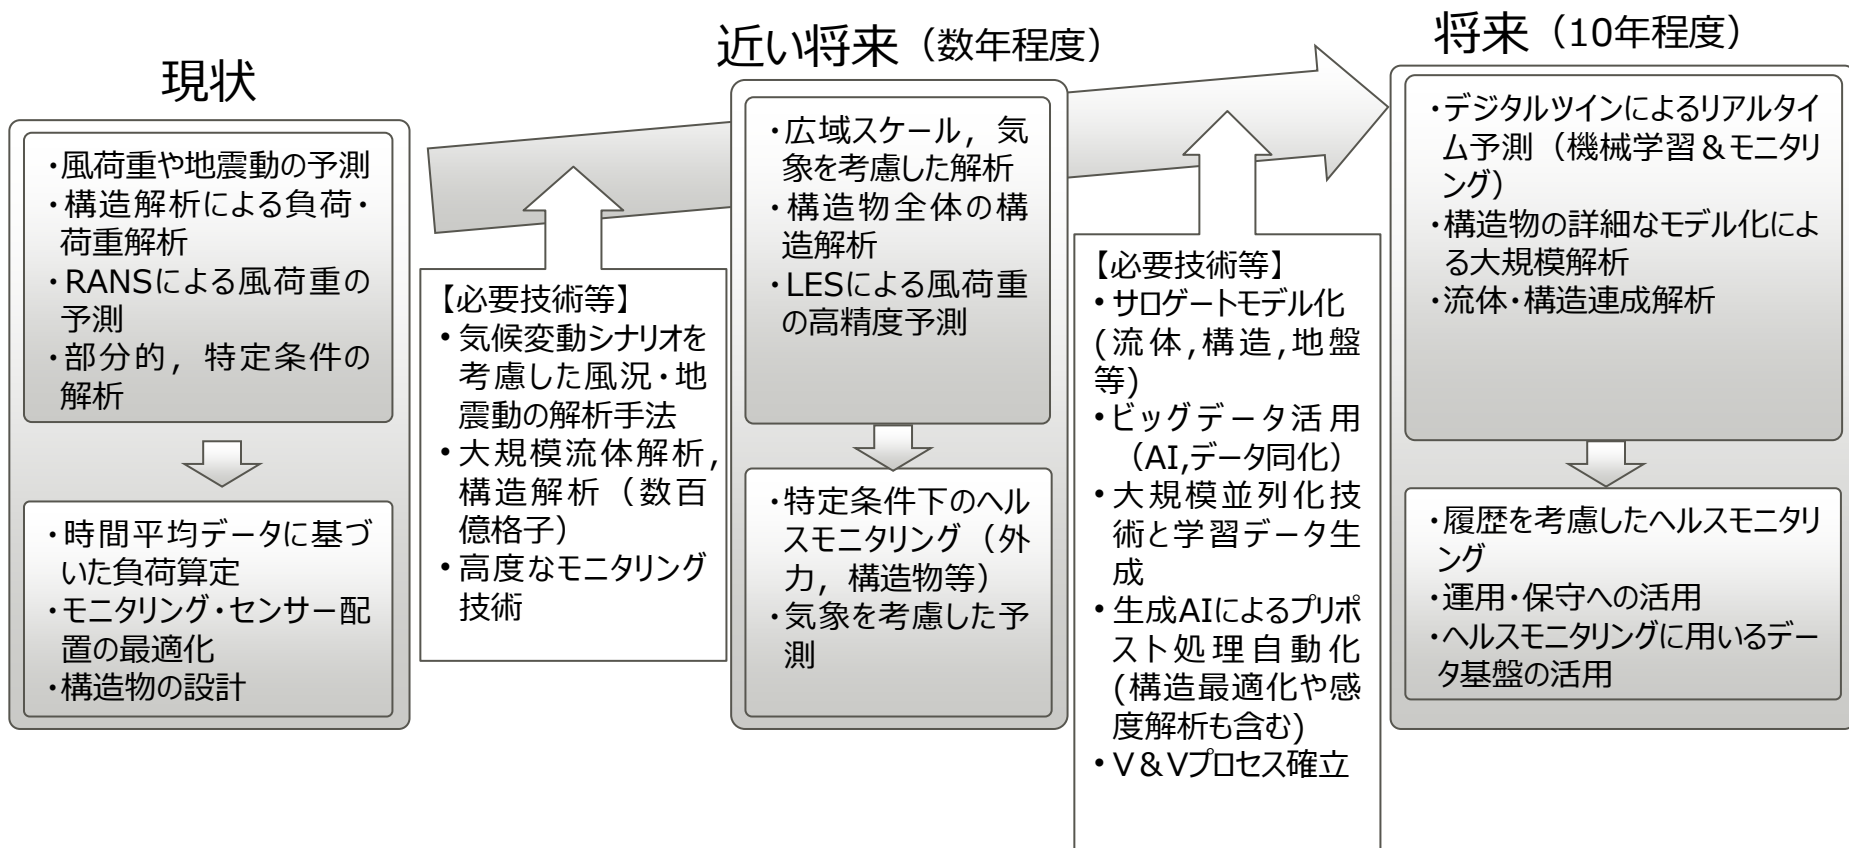 現状
・風荷重や地震動の予測
・構造解析による負荷・
荷重解析
・RANSによる風荷重の
予測
・部分的，特定条件の
解析
・時間平均データに基づ
いた負荷算定
・モニタリング・センサー配
置の最適化
・構造物の設計
【必要技術等】
•気候変動シナリオを
考慮した風況・地
震動の解析手法
•大規模流体解析，
構造解析（数百
億格子）
•高度なモニタリング
技術
近い将来（数年程度）
・広域スケール，気
象を考慮した解析
・構造物全体の構
造解析
・LESによる風荷重
の高精度予測
・特定条件下のヘル
スモニタリング（外
力，構造物等）
・気象を考慮した予
測
【必要技術等】
•サロゲートモデル化
(流体,構造,地盤
等)
•ビッグデータ活用
（AI,データ同化）
•大規模並列化技
術と学習データ生
成
•生成AIによるプリポ
スト処理自動化
(構造最適化や感
度解析も含む)
•V＆Vプロセス確立
将来（10年程度）
・デジタルツインによるリアルタイ
ム予測（機械学習＆モニタリ
ング）
・構造物の詳細なモデル化によ
る大規模解析
・流体・構造連成解析
・履歴を考慮したヘルスモニタリ
ング
・運用・保守への活用
・ヘルスモニタリングに用いるデー
タ基盤の活用